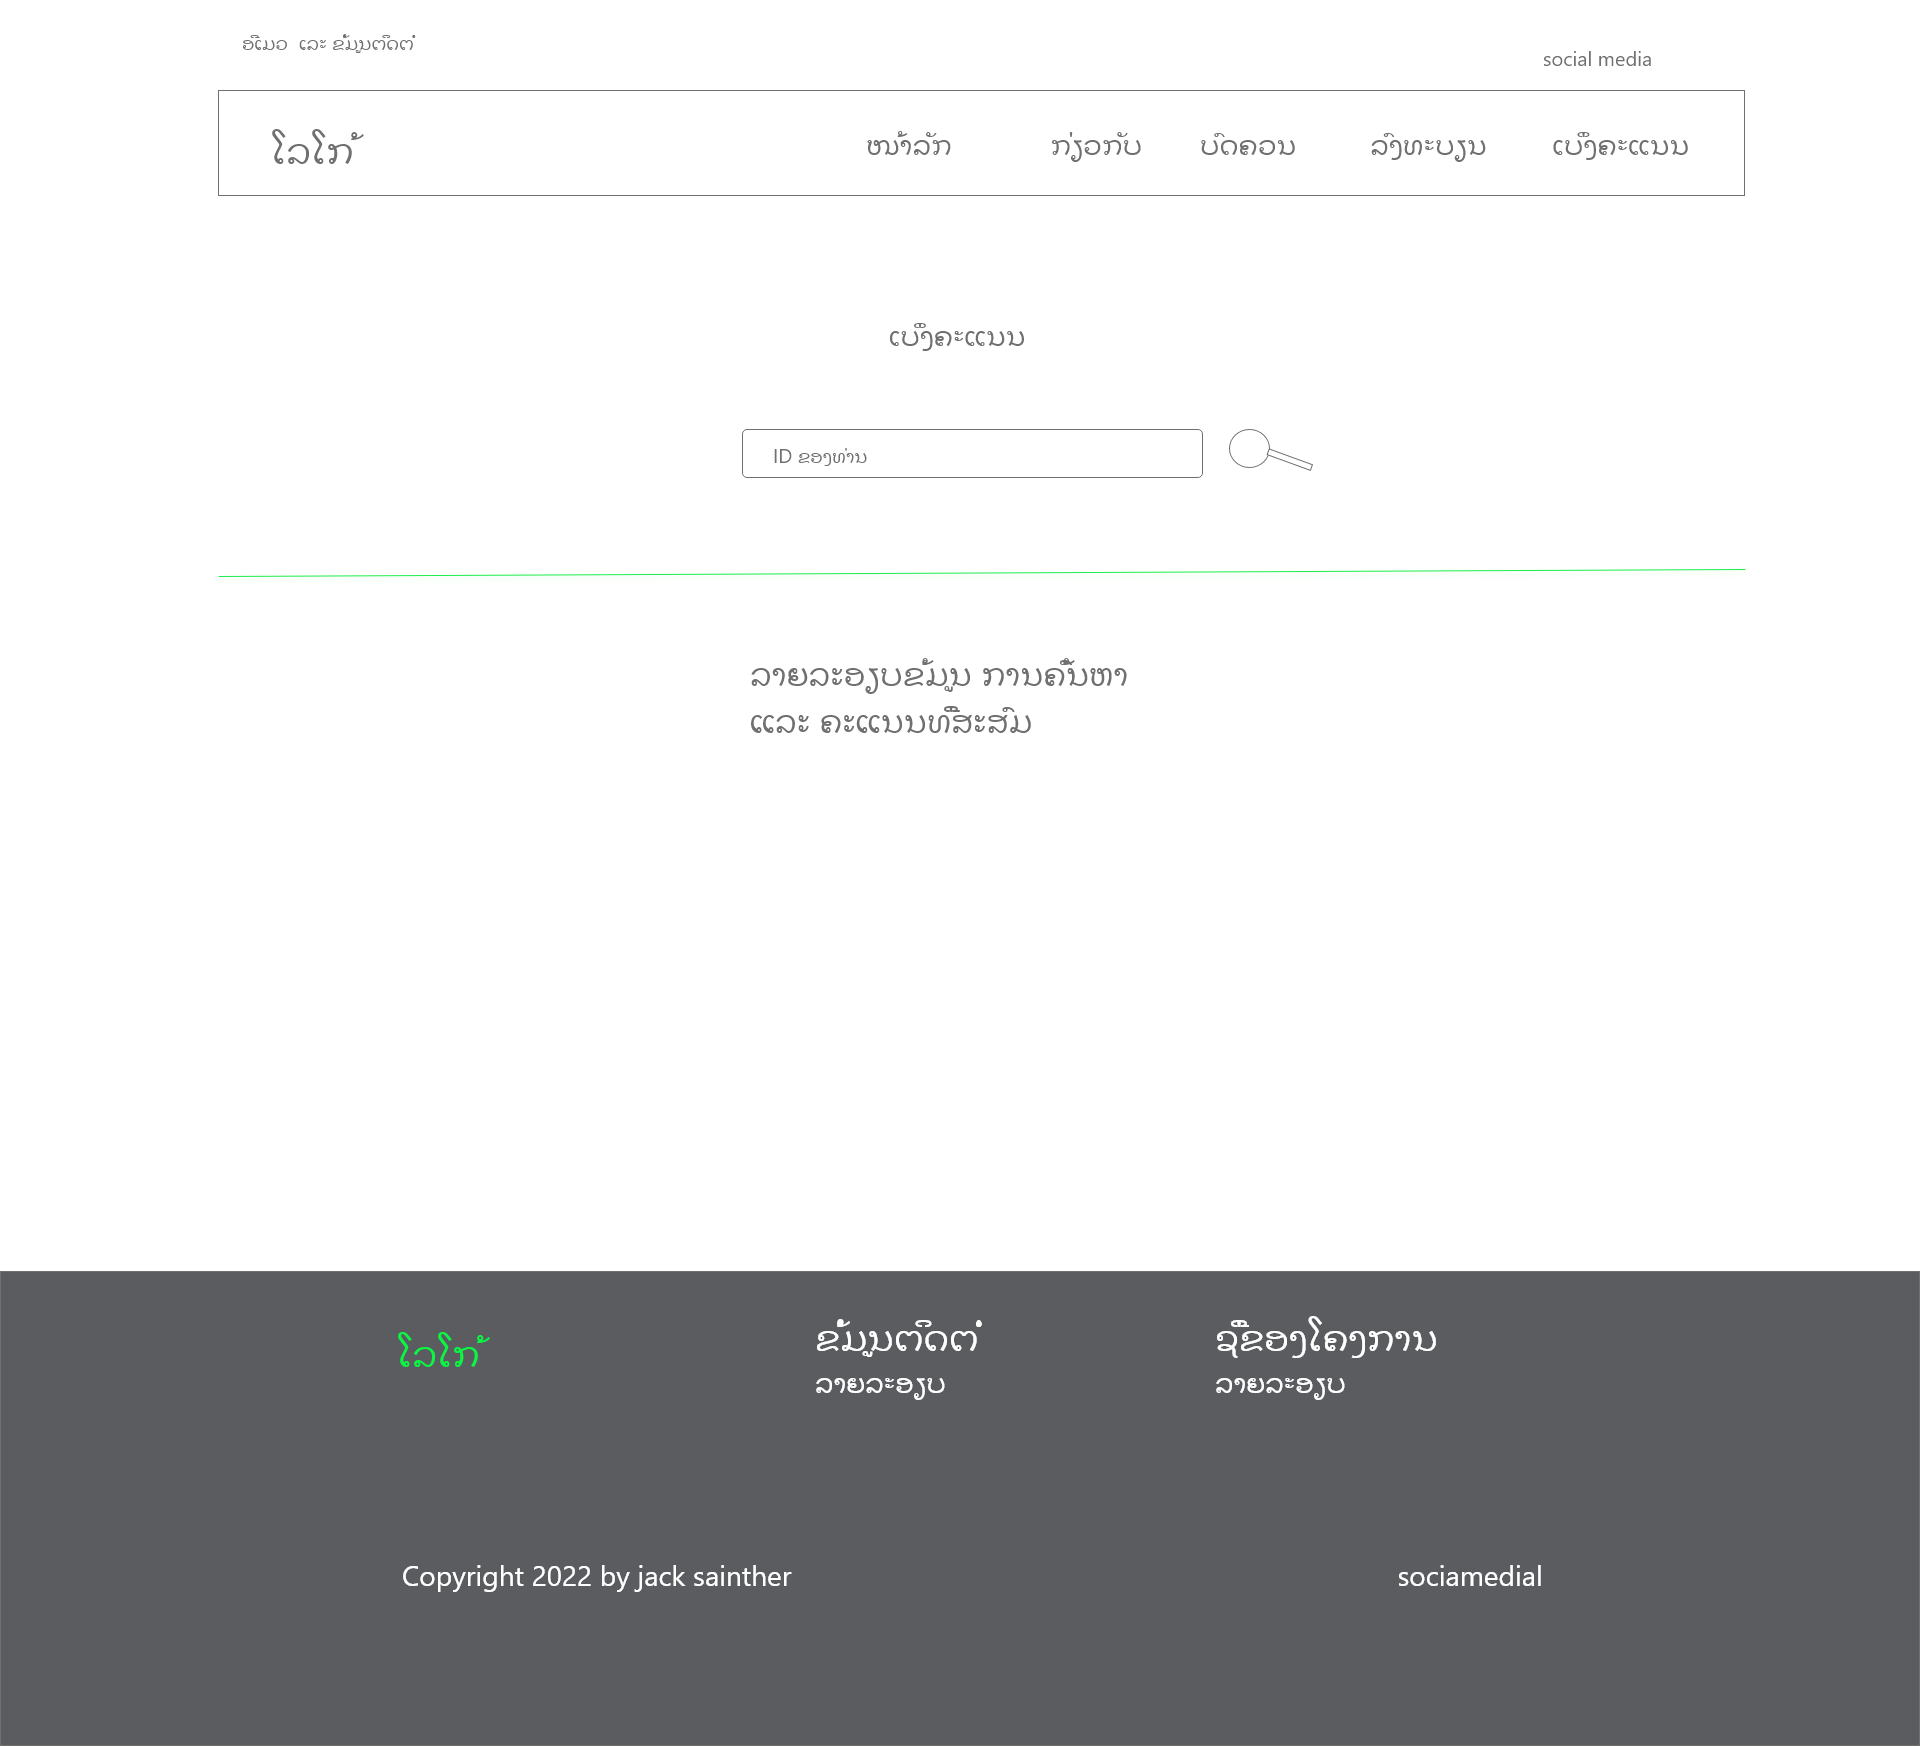 ອີເມວ ແລະ ຂໍ້ມູນຕິດຕໍ່
social media
ໂລໂກ້
ໜ້າລັກ
ກ່ຽວກັບ
ບົດຄວນ
ລົງທະບຽນ
ເບິ່ງຄະແນນ
ເບິ່ງຄະແນນ
ID ຂອງທ່ານ
ລາຍລະອຽບຂໍ້ມູນ ການຄົ້ນຫາ
ແລະ ຄະແນນທີ່ສະສົມ
ໂລໂກ້
ຂໍ້ມູນຕິດຕໍ່
ລາຍລະອຽບ
ຊື່ຂອງໂຄງການ
ລາຍລະອຽບ
Copyright 2022 by jack sainther
sociamedial